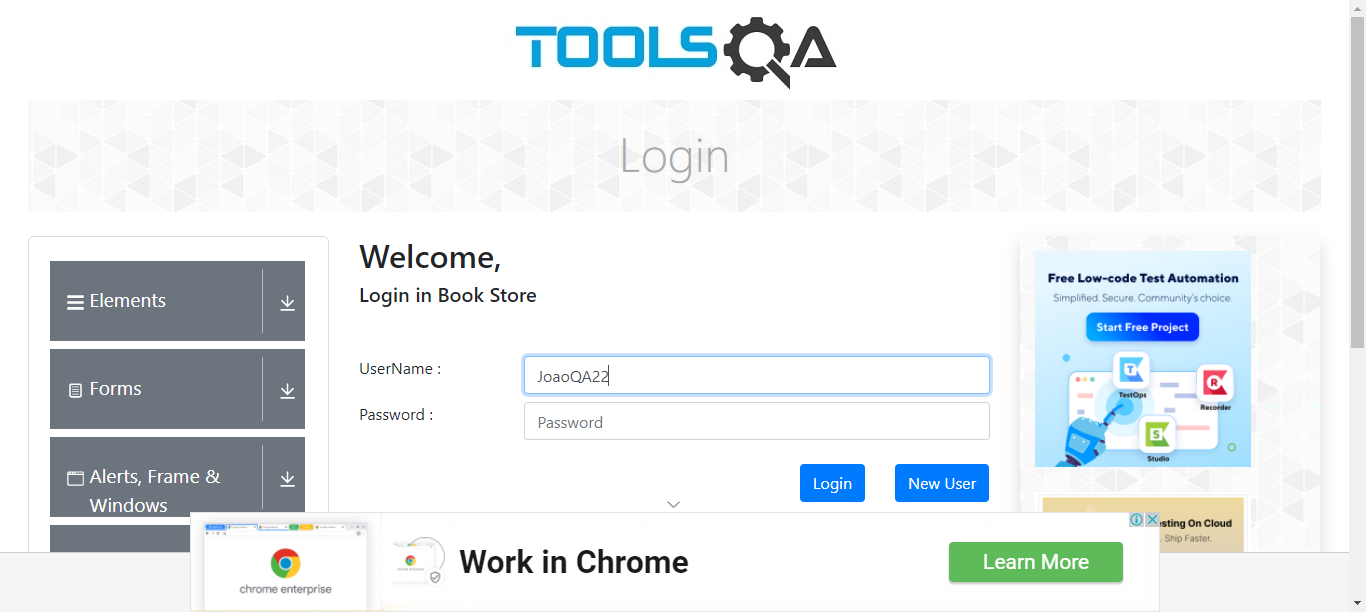 TOOLSQA
Login
Elements
Forms
Alerts, Frame &
Windows
Welcome,
Login in Book Store
UserName :
JoaoQA22
Password :
Password
Login
New User
Free Low-code Test Automation
Simplified. Secure. Community's choice.
Start Free Project
TestOps
Recorder
Studio
sting On Cloud
Ship Faster.
chrome enterprise
Work in Chrome
Learn More